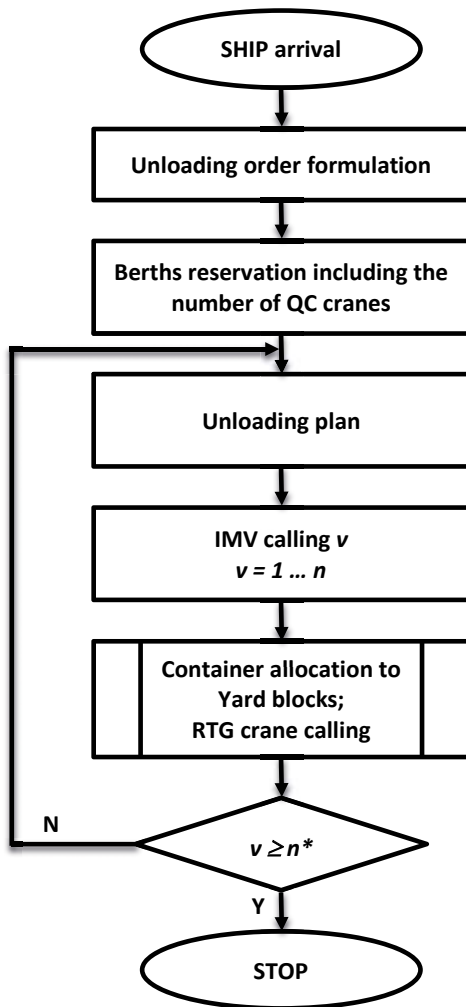 SHIP arrival
Unloading order formulation
Berths reservation including the
number of QC cranes
Unloading plan
IMV calling v
v = 1 ... n
Container allocation to
Yard blocks;
RTG crane calling
N
v ≥ n*
Y
STOP